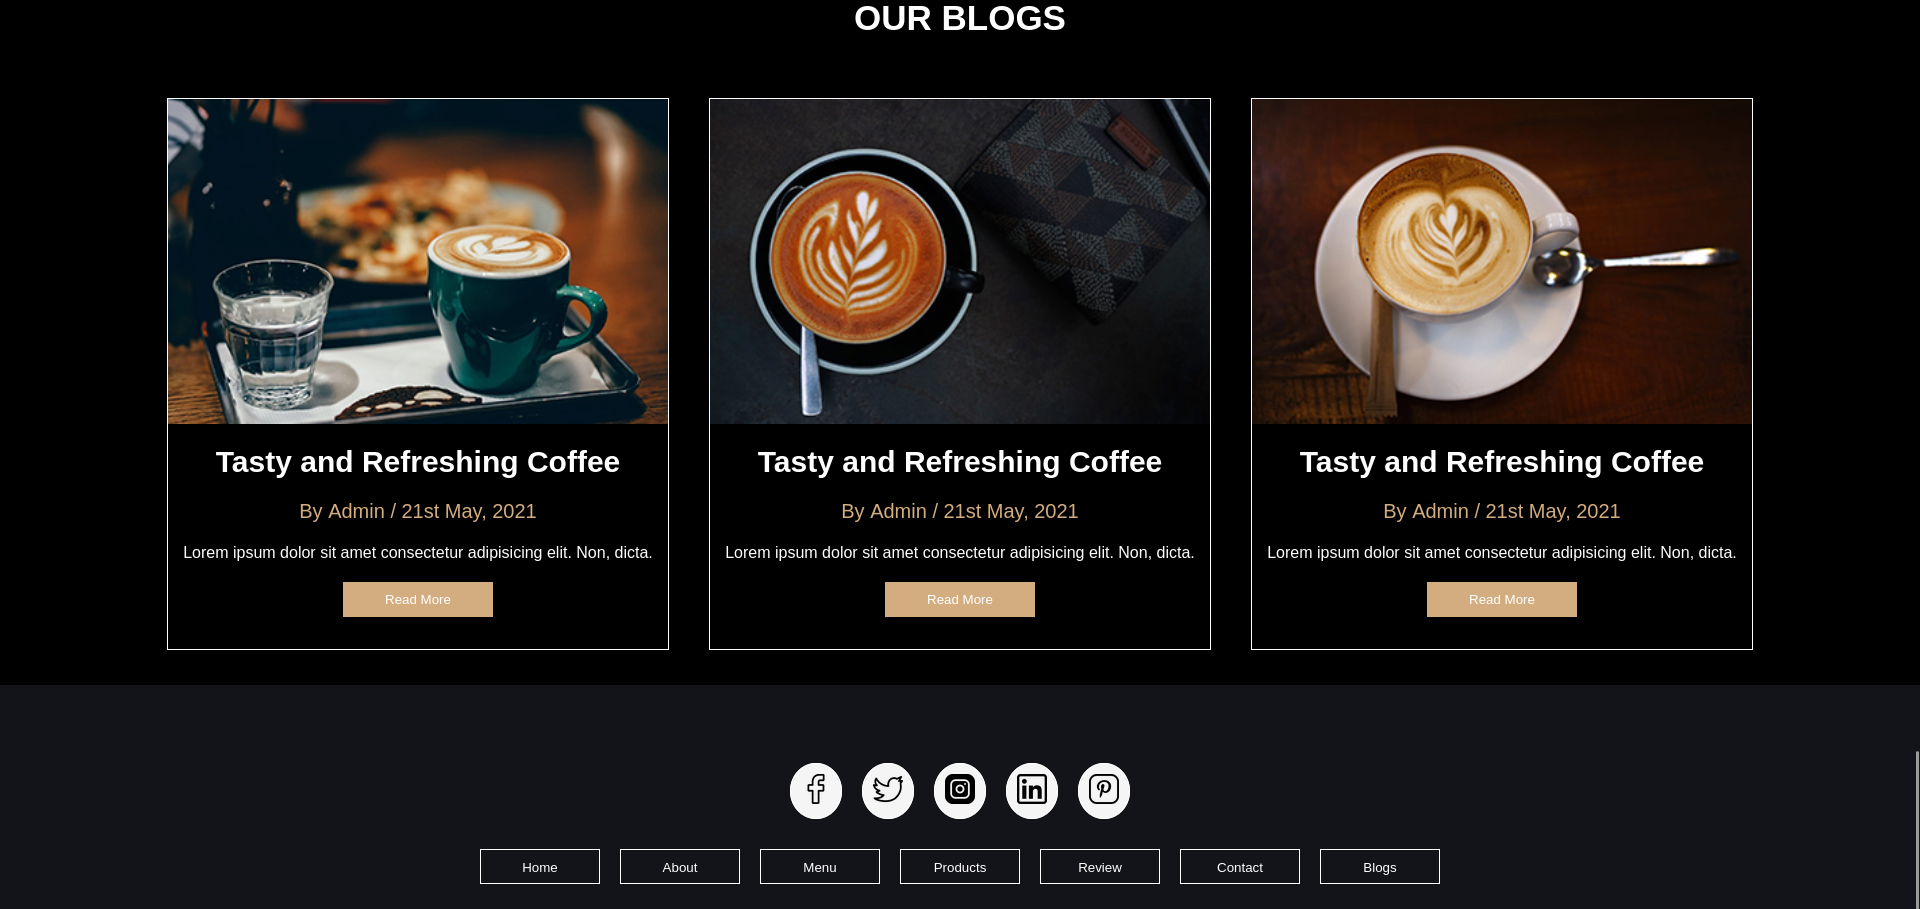 OUR BLOGS
Tasty and Refreshing Coffee
By Admin / 21st May, 2021
Lorem ipsum dolor sit amet consectetur adipisicing elit. Non, dicta.
Read More
Tasty and Refreshing Coffee
By Admin / 21st May, 2021
Lorem ipsum dolor sit amet consectetur adipisicing elit. Non, dicta.
Read More
Tasty and Refreshing Coffee
By Admin / 21st May, 2021
Lorem ipsum dolor sit amet consectetur adipisicing elit. Non, dicta.
Read More
Home
About
Menu
Products
Review
Contact
Blogs